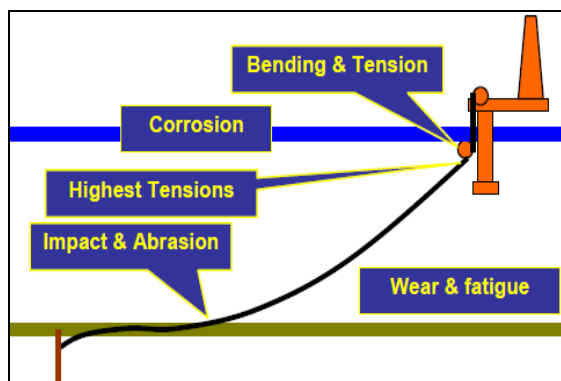 Bending & Tension
Corrosion
Highest Tensions
Impact & Abrasion
Wear & fatigue